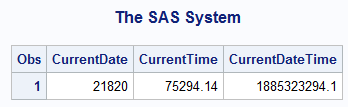 The SAS System
Obs CurrentDate CurrentTime CurrentDateTime
1 21820 75294.14 1885323294.1